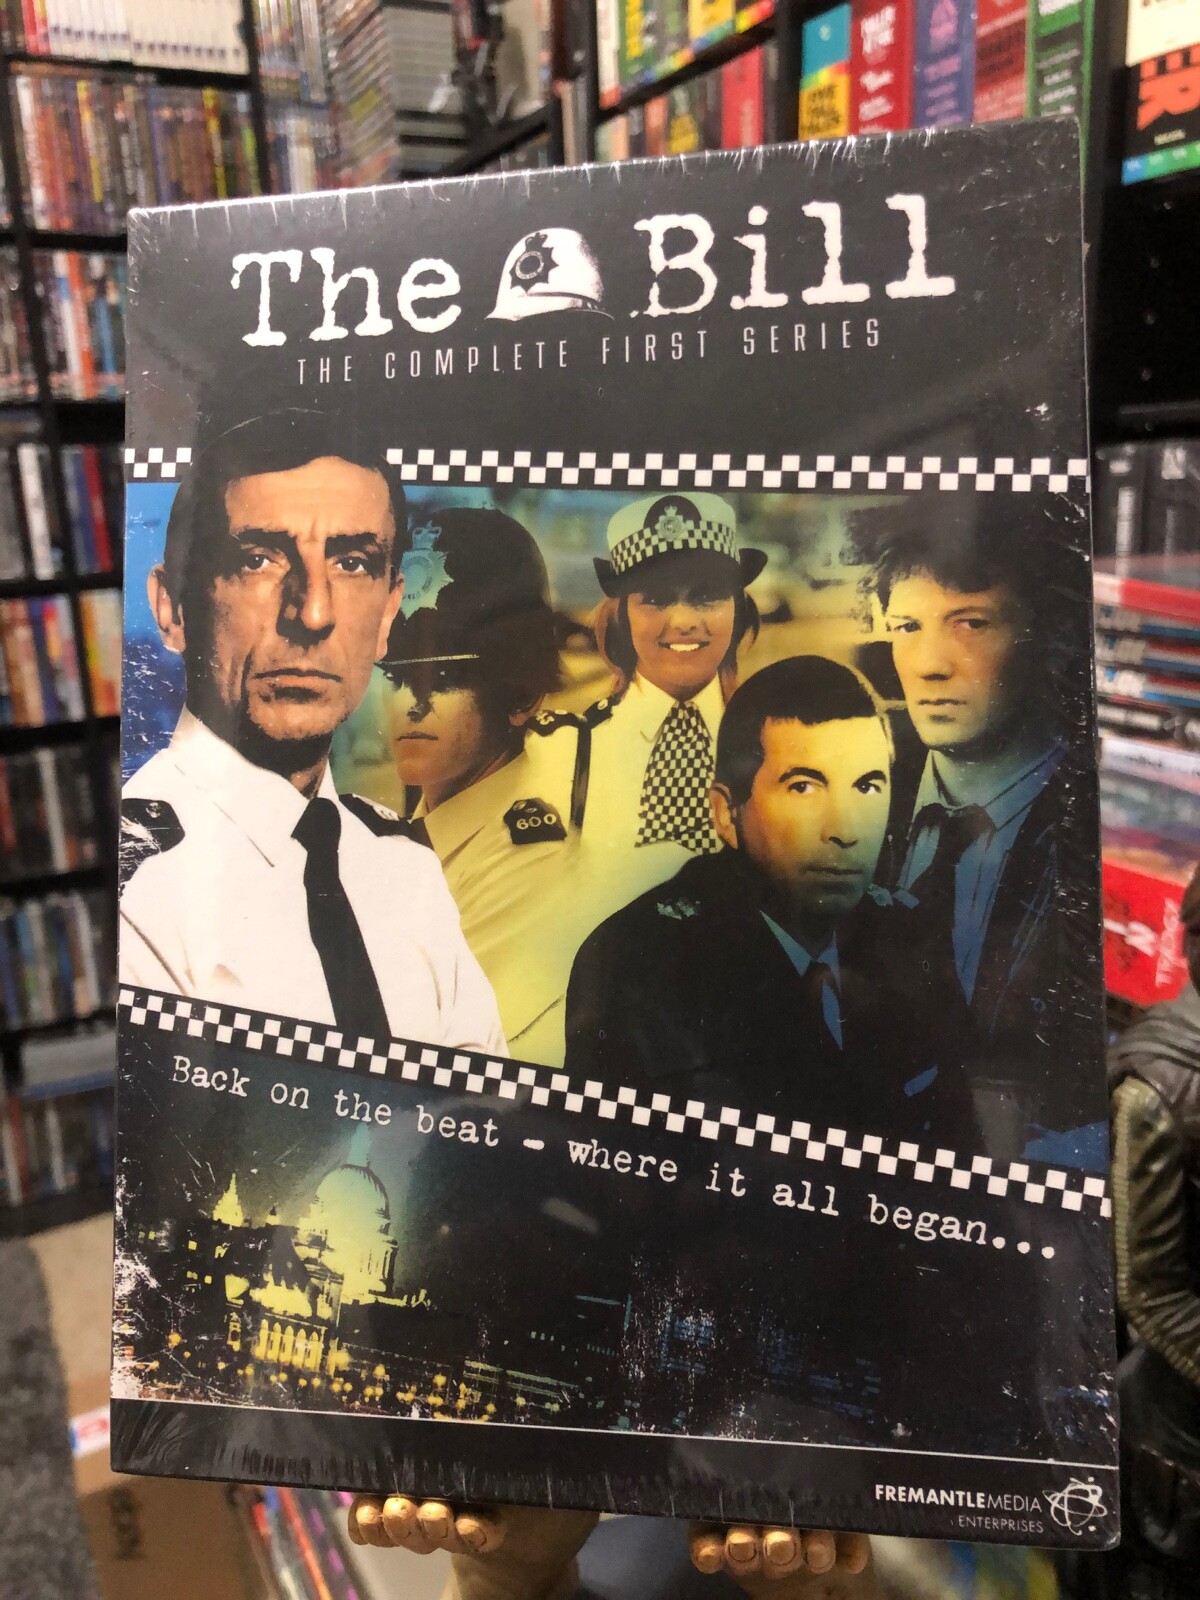 The Bill
THE COMPLETE FIRST SERIES
600
Back on the beat - where it all began...
FREMANTLEMEDIA
ENTERPRISES